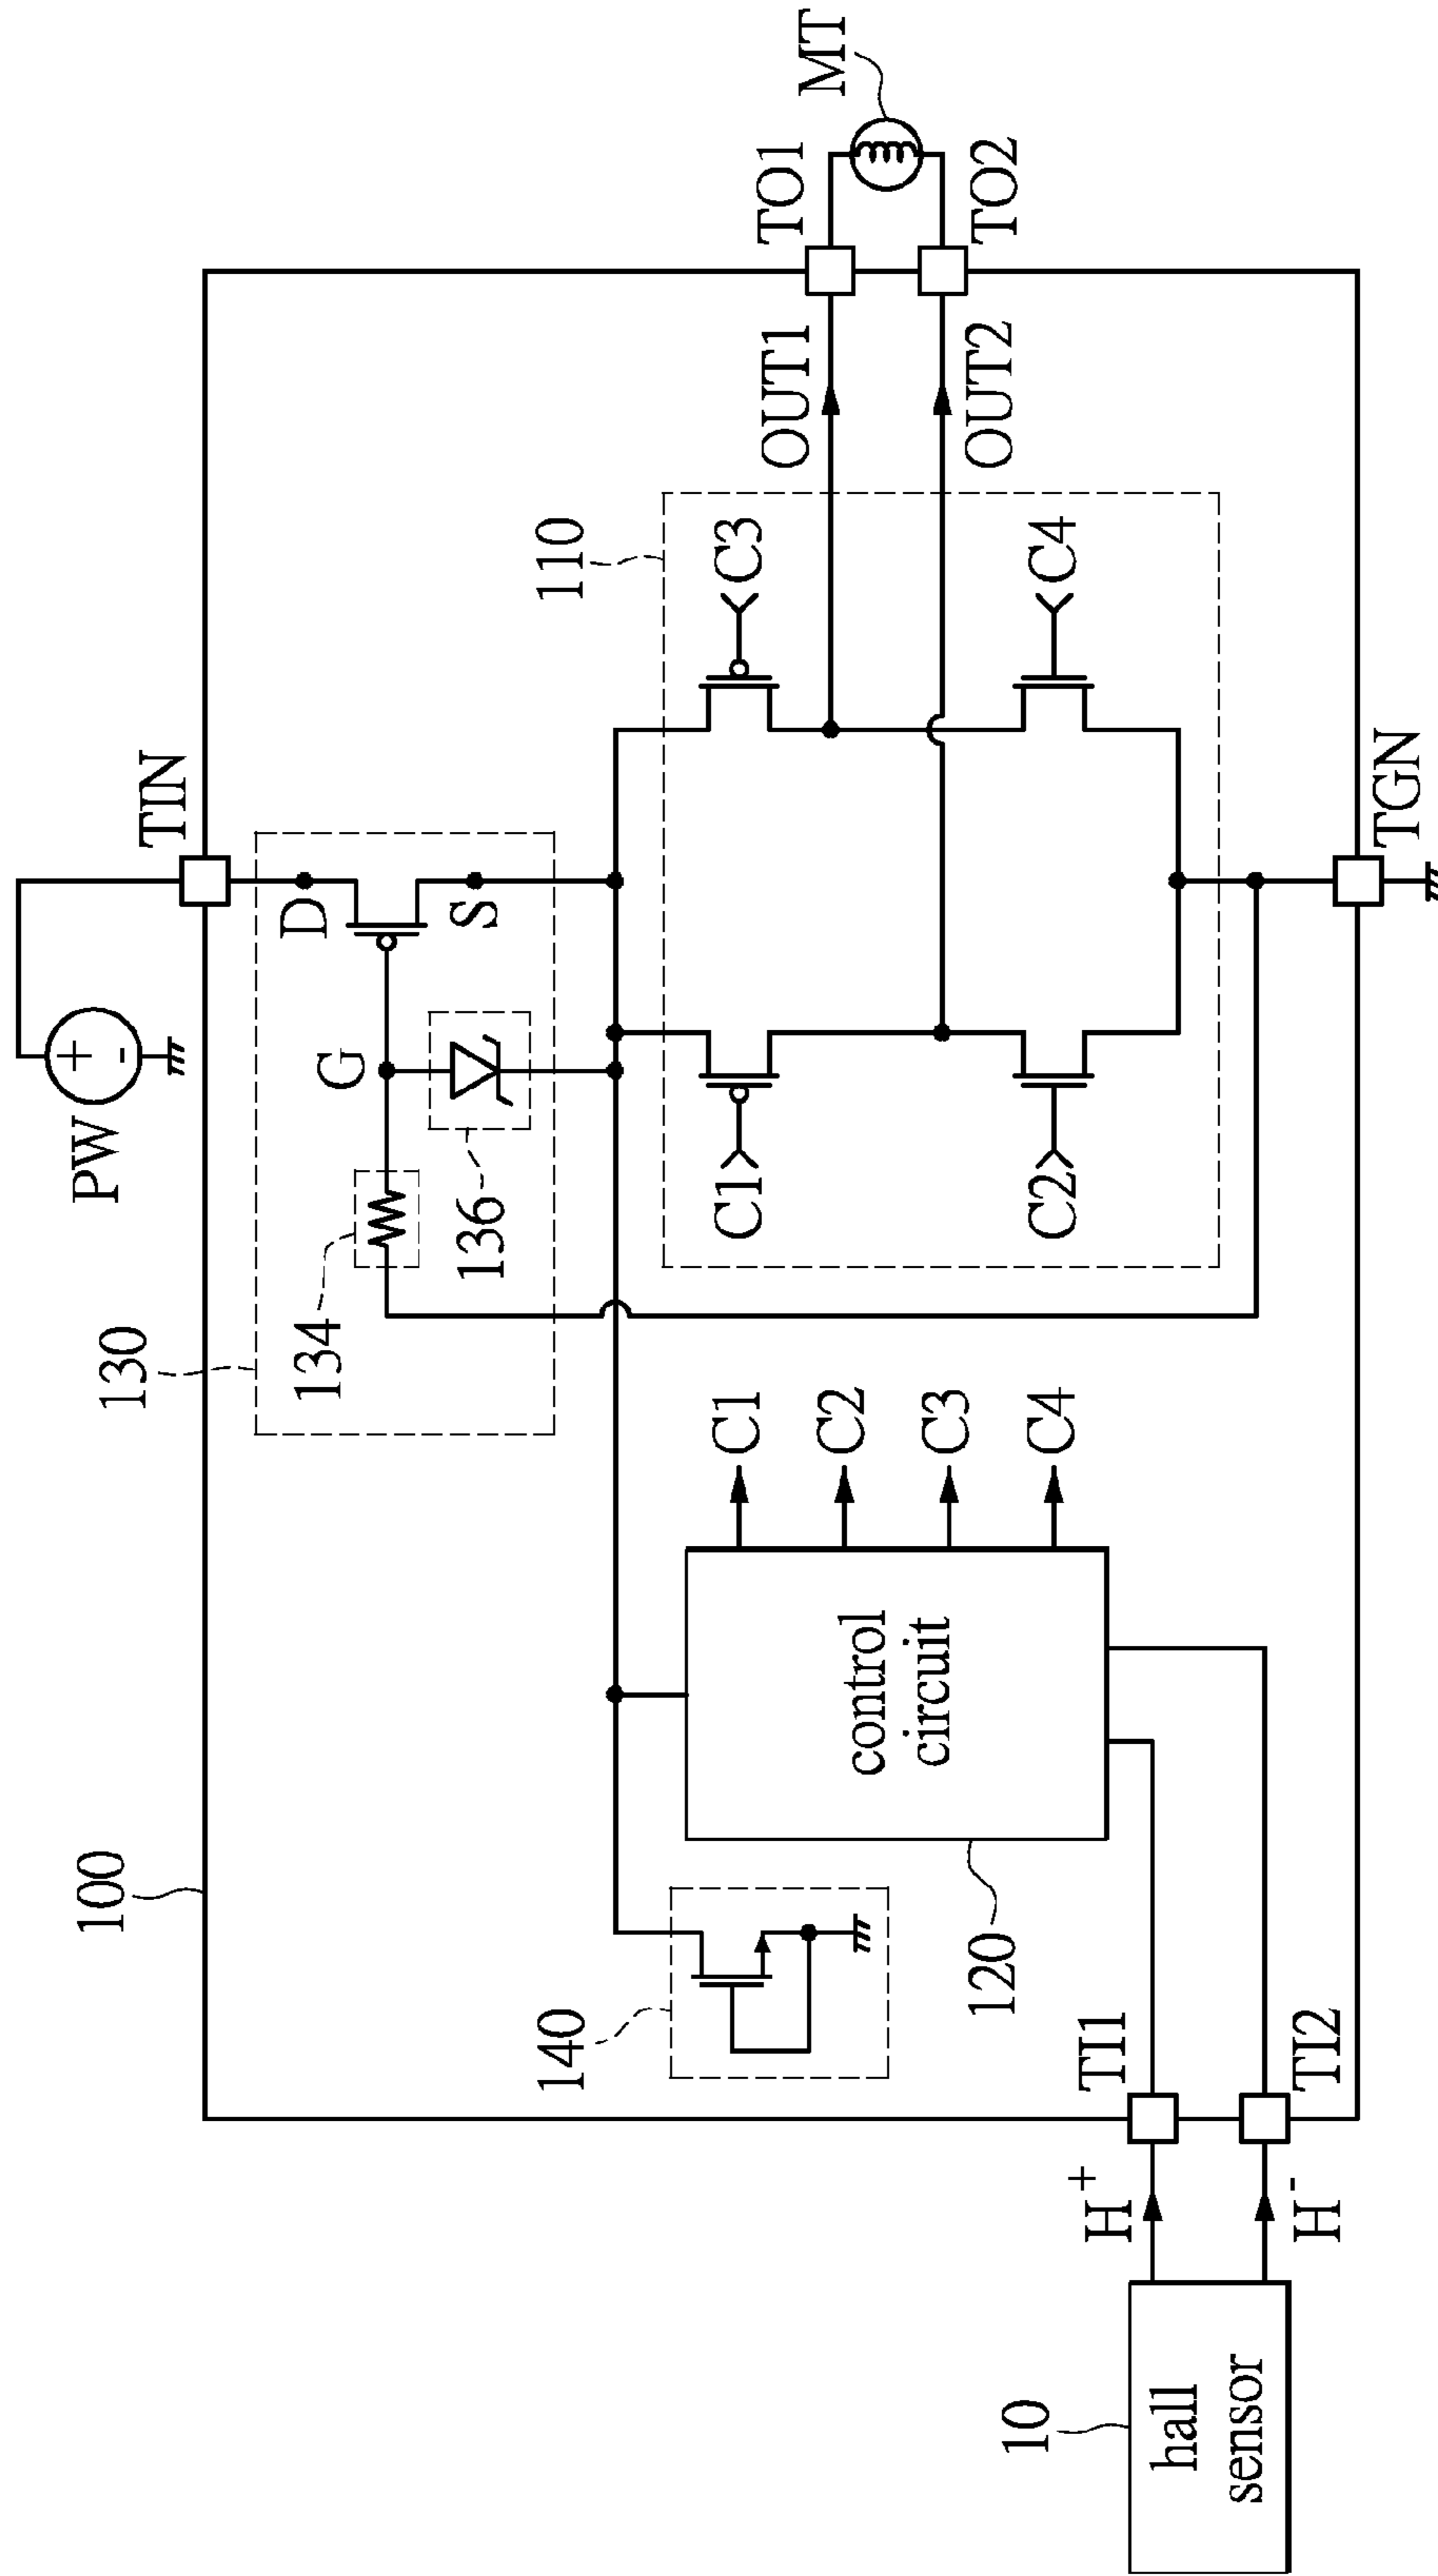 PW
+
-
TIN
100
130
D
G
S
134
136
110
C1
C3
C2
C4
OUT1
TO1
OUT2
TO2
MT
140
control
circuit
120
C1
C2
C3
C4
TI1
TI2
H+
H-
10
hall
sensor
TGN